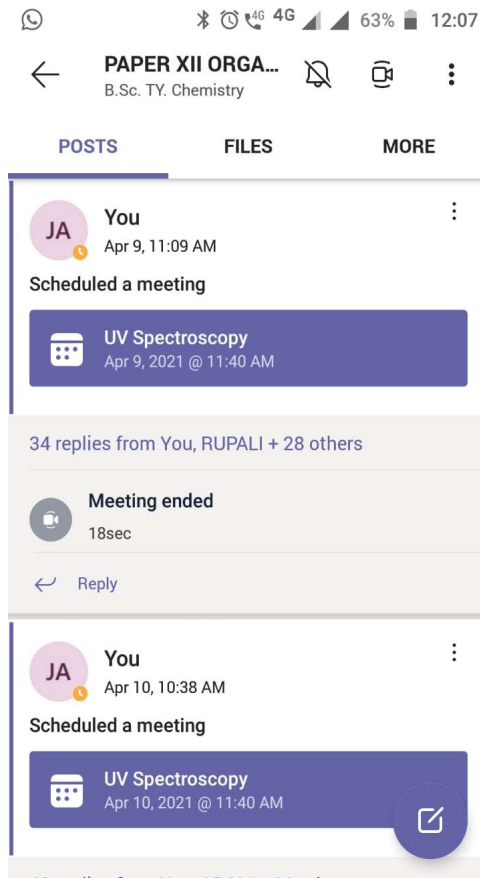 4G 4G 63% 12:07
PAPER XII ORGA...
B.Sc. TY. Chemistry
POSTS FILES MORE
JA You
Apr 9, 11:09 AM
Scheduled a meeting
UV Spectroscopy
Apr 9, 2021 @ 11:40 AM
34 replies from You, RUPALI + 28 others
Meeting ended
18sec
Reply
JA You
Apr 10, 10:38 AM
Scheduled a meeting
UV Spectroscopy
Apr 10, 2021 @ 11:40 AM